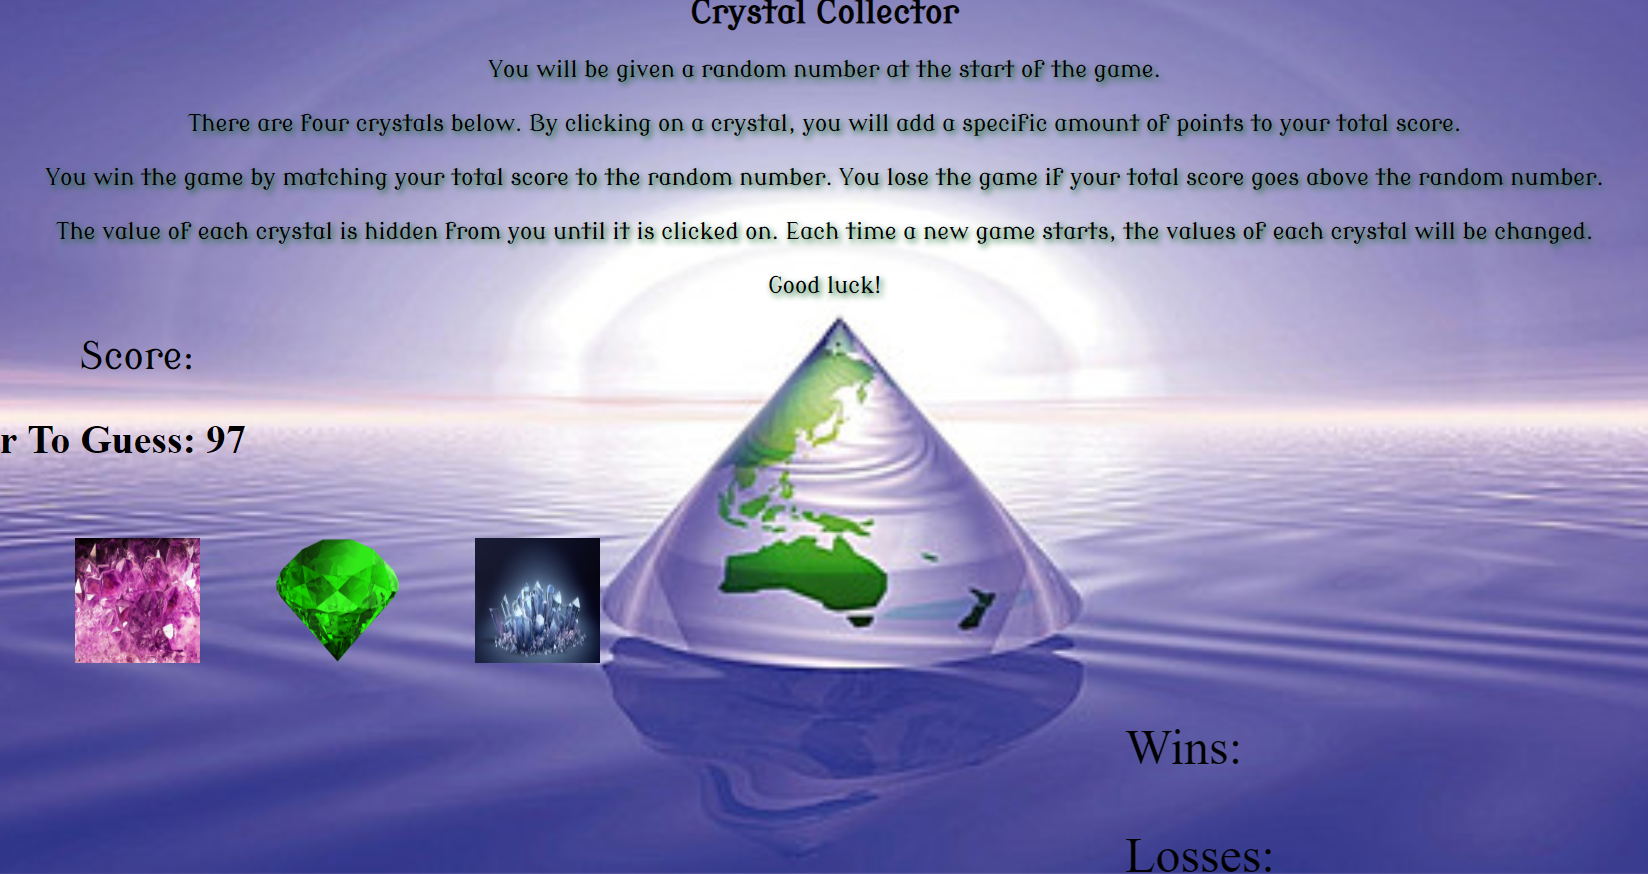 Crystal Collector
You will be given a random number at the start of the game.
There are four crystals below. By clicking on a crystal, you will add a specific amount of points to your total score.
You win the game by matching your total score to the random number. You lose the game if your total score goes above the random number.
The value of each crystal is hidden from you until it is clicked on. Each time a new game starts, the values of each crystal will be changed.
Good luck!
Score:
r To Guess: 97
Wins:
Losses: